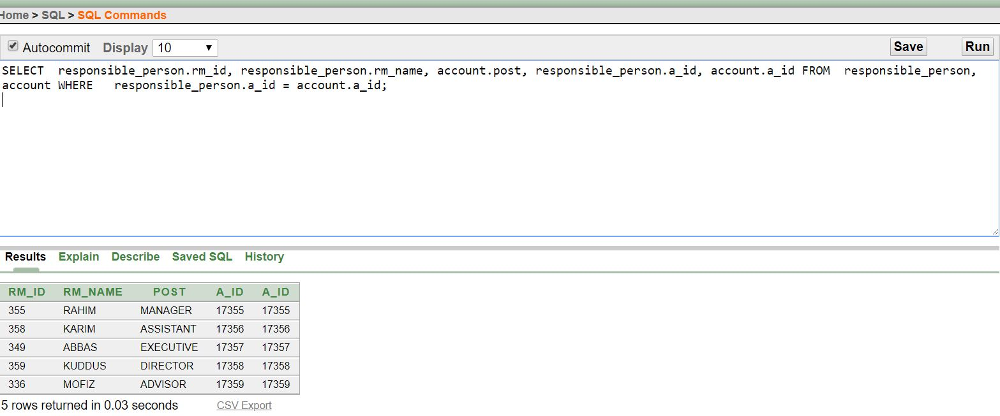 Home > SQL > SQL Commands
Autocommit Display 10 Save Run
SELECT  responsible_person.rm_id, responsible_person.rm_name, account.post, responsible_person.a_id, account.a_id FROM  responsible_person,
account WHERE   responsible_person.a_id = account.a_id;
Results Explain Describe Saved SQL History
RM_ID RM_NAME POST A_ID A_ID
355 RAHIM MANAGER 17355 17355
358 KARIM ASSISTANT 17356 17356
349 ABBAS EXECUTIVE 17357 17357
359 KUDDUS DIRECTOR 17358 17358
336 MOFIZ ADVISOR 17359 17359
5 rows returned in 0.03 seconds CSV Export